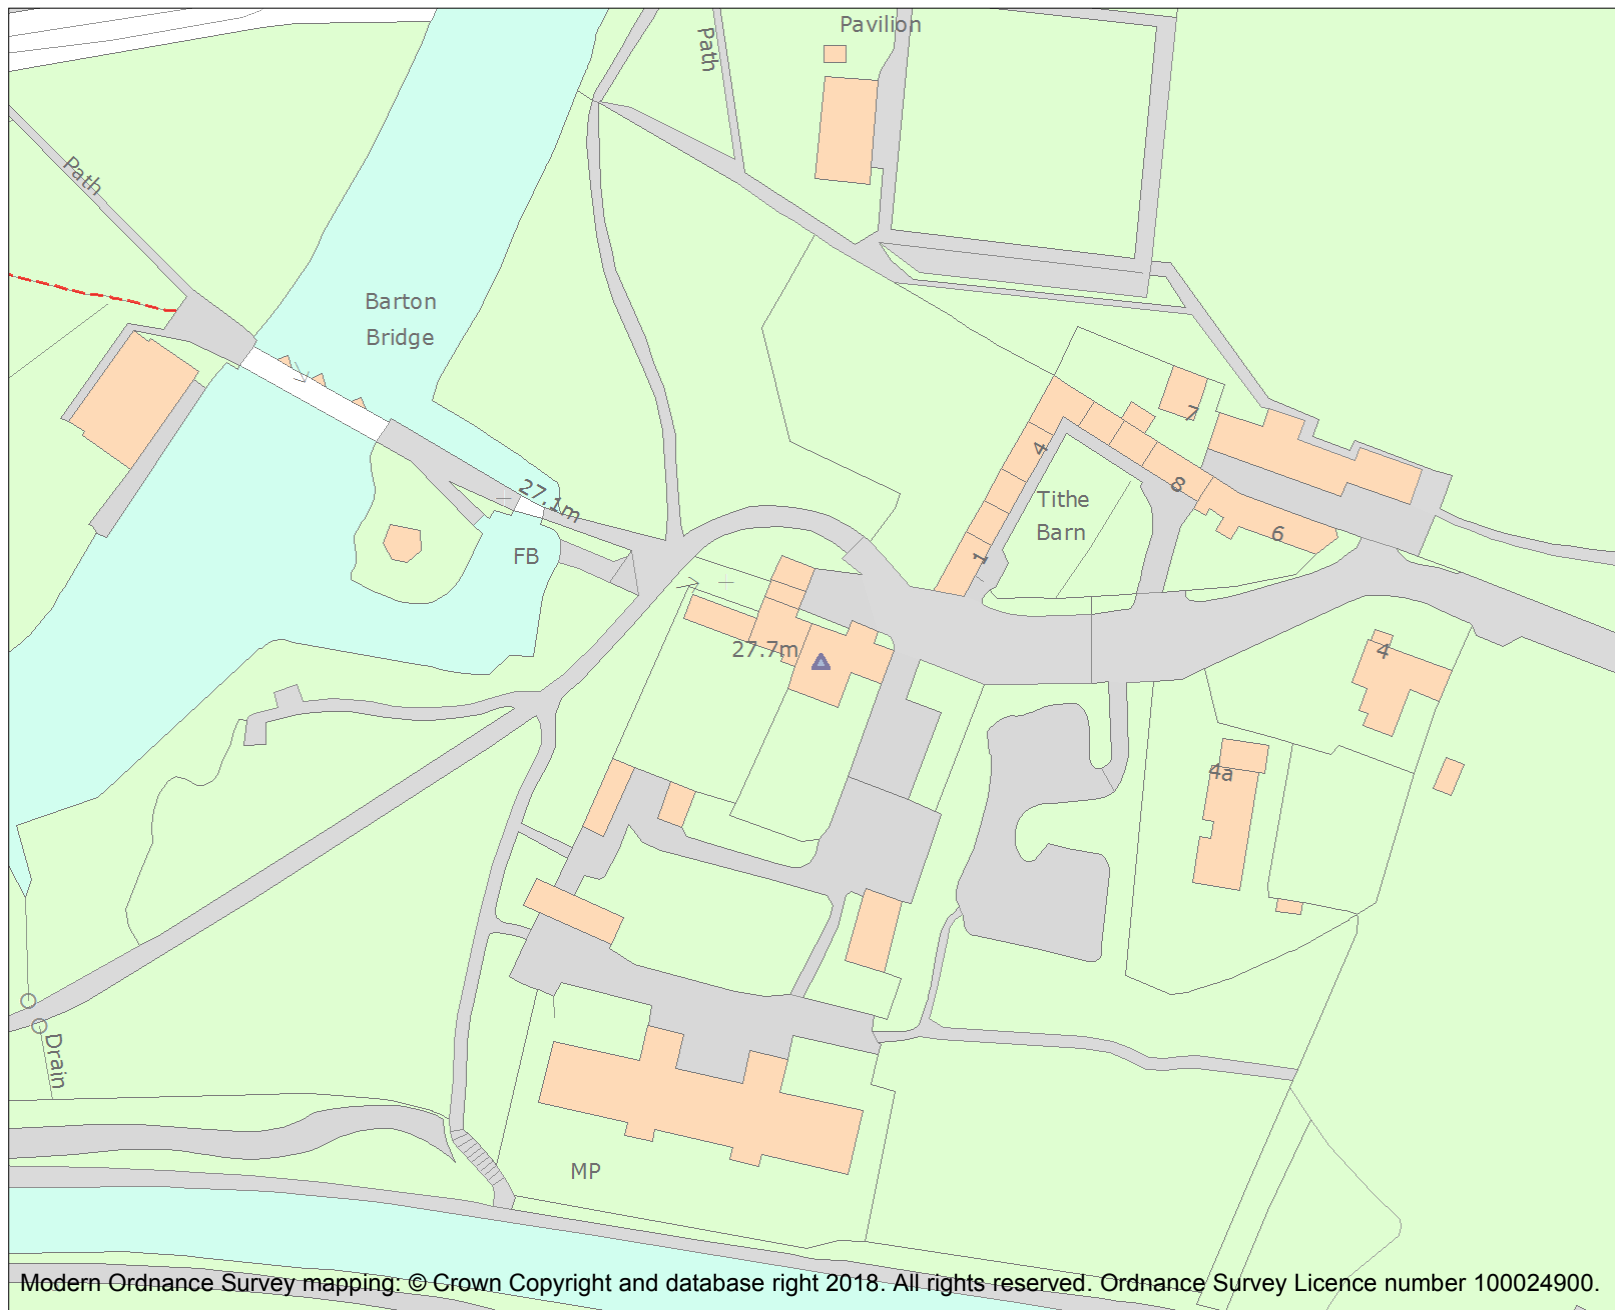 Pavilion
Path
Path
Barton
Bridge
7
4
8
Tithe
Barn
27.1m
6
FB
1
27.7m
4
4a
Drain
MP
Modern Ordnance Survey mapping: © Crown Copyright and database right 2018. All rights reserved. Ordnance Survey Licence number 100024900.